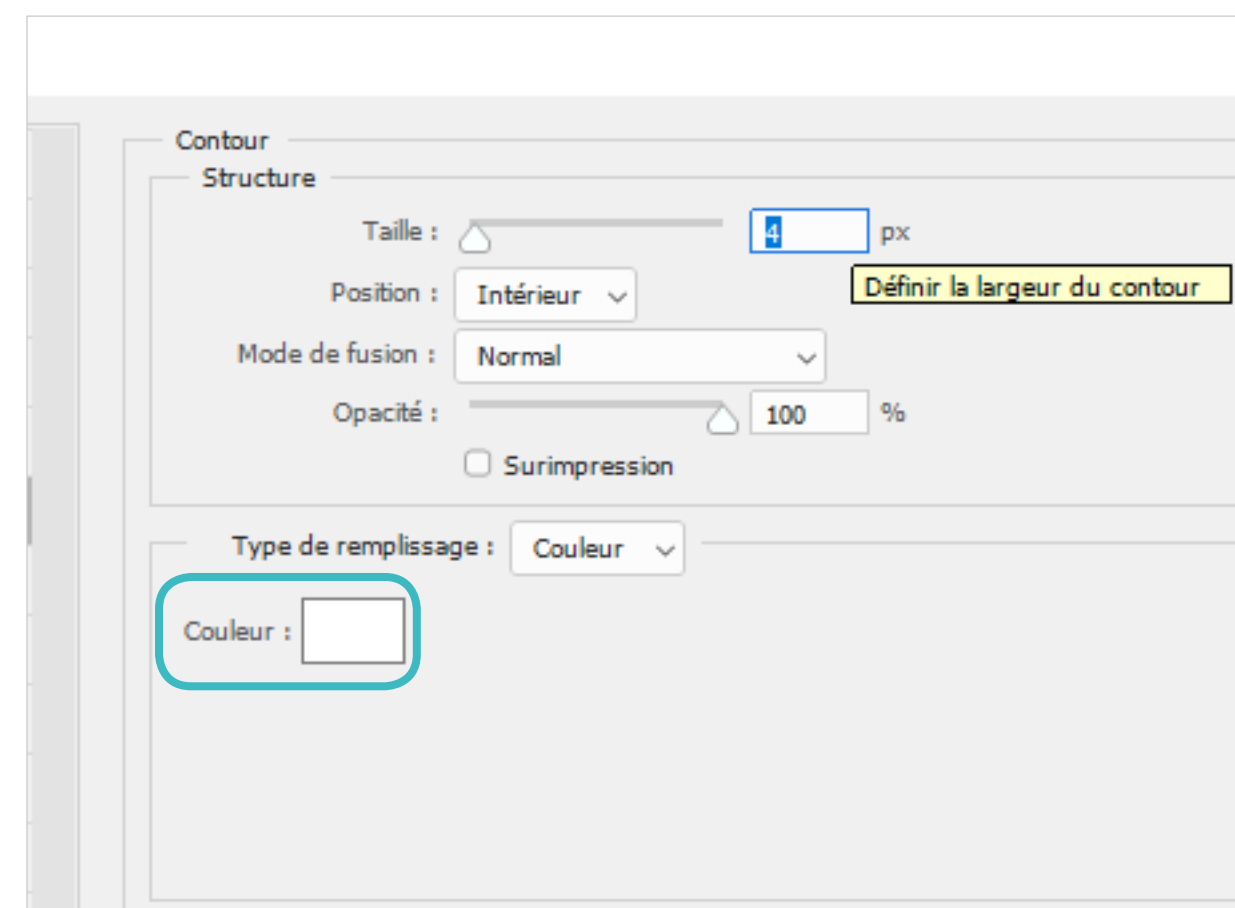 Contour
Structure
Taille : 4 px
Définir la largeur du contour
Position : Intérieur
Mode de fusion : Normal
Opacité : 100 %
Surimpression
Type de remplissage : Couleur
Couleur :